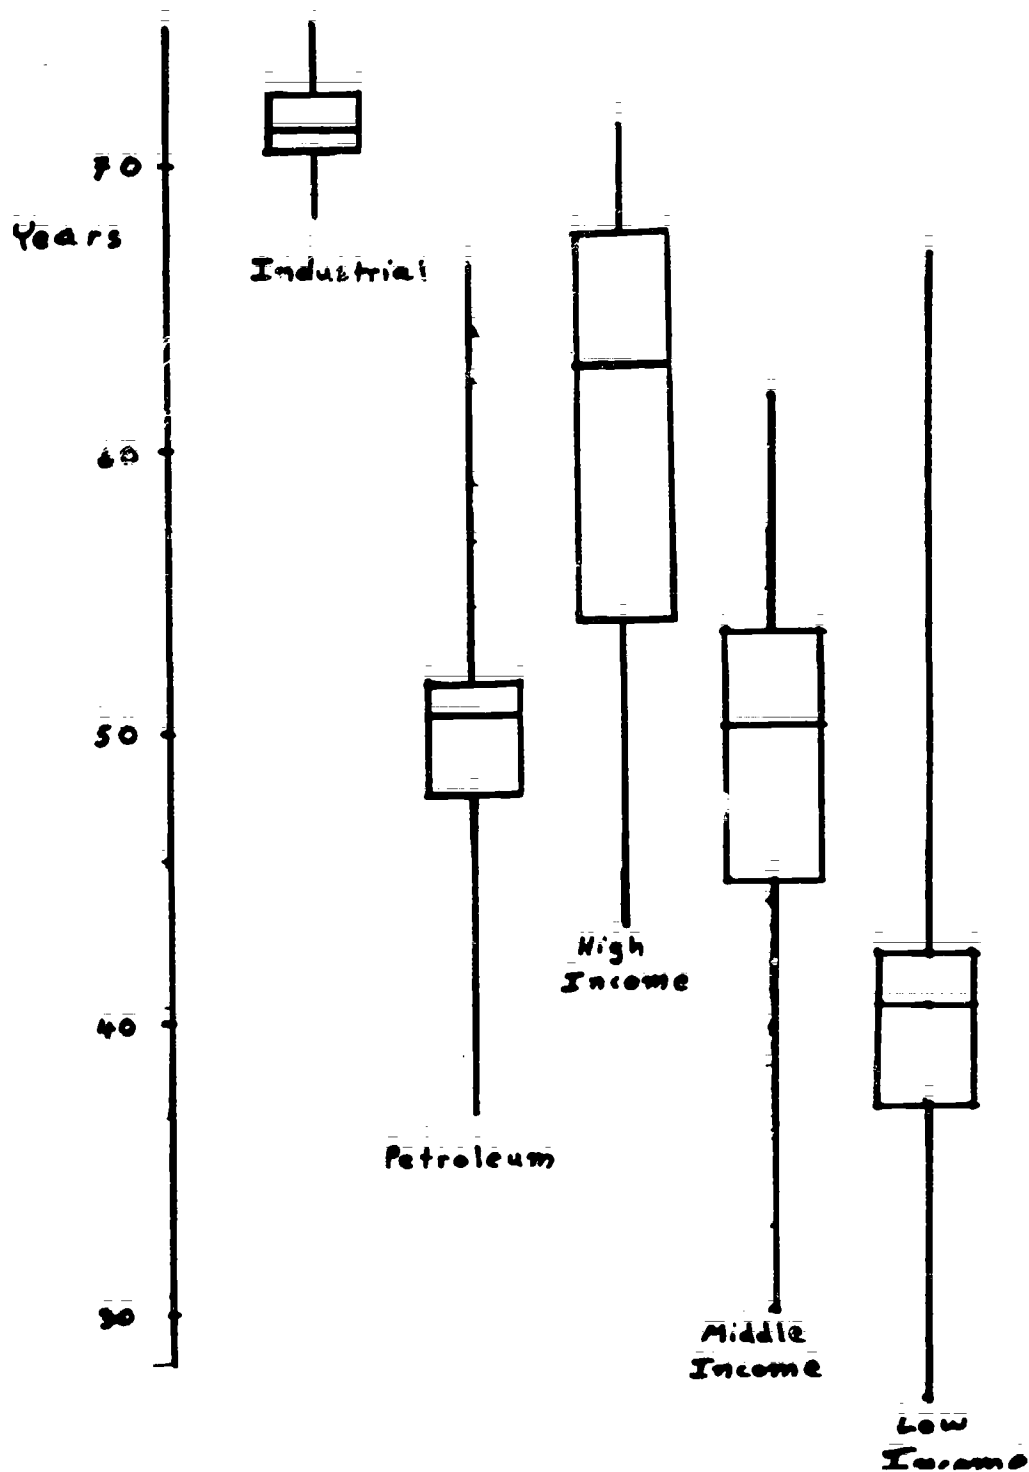 70
Years
Industrial
60
50
High
Income
40
Petroleum
30
Middle
Income
Low
Income